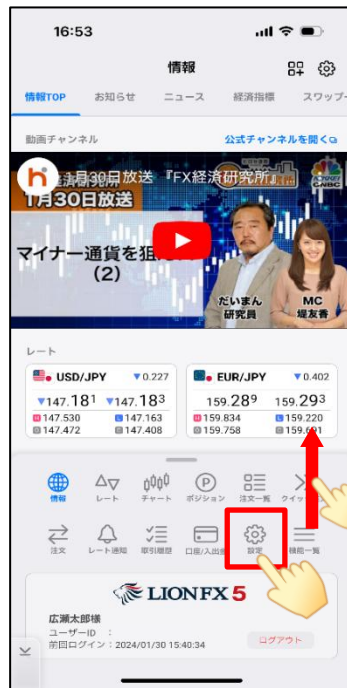 16:53
情報
情報TOP お知らせ ニュース 経済指標 スワップ
動画チャンネル 公式チャンネルを開く
1月30日放送 『FX経済研究所』
1月30日放送
マイナー通貨を狙
(2)
だいまん
研究員
MC
堤友香
レート
USD/JPY ▼0.227
▼147.181 ▼147.183
H 147.530 L 147.163
O 147.472 C 147.408
EUR/JPY ▼0.402
159.289 159.293
H 159.834 L 159.220
O 159.758
情報 レート チャート ポジション 注文一覧 クイック
注文 レート通知 取引履歴 口座/入出金 設定 機能一覧
LION FX 5
広瀬太郎様
ユーザーID :
前回ログイン : 2024/01/30 15:40:34
ログアウト